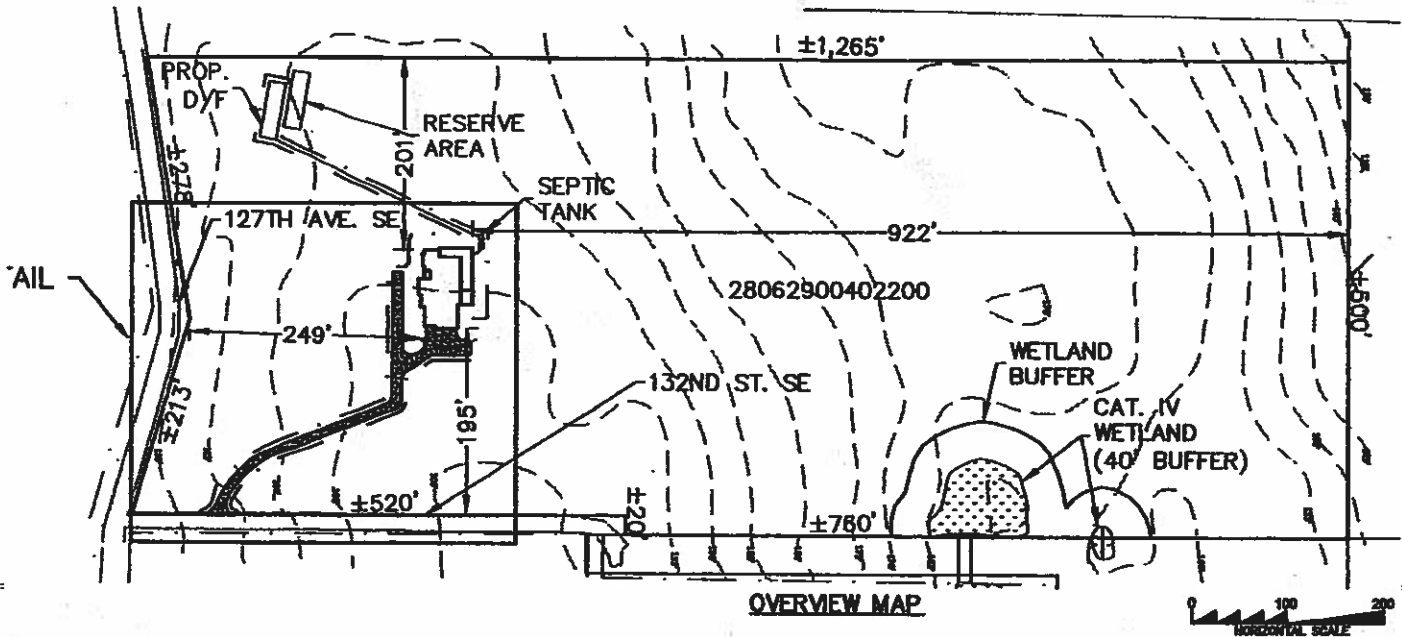 ±1,265'
PROP.
D/F
RESERVE
AREA
201'
±278'
SEPTIC
TANK
127TH AVE. SE
922'
AIL
28062900402200
±500'
249'
WETLAND
BUFFER
132ND ST. SE
CAT. IV
WETLAND
(40' BUFFER)
±213'
195'
±520'
±20'
±760'
OVERVIEW MAP
0 100 200
HORIZONTAL SCALE